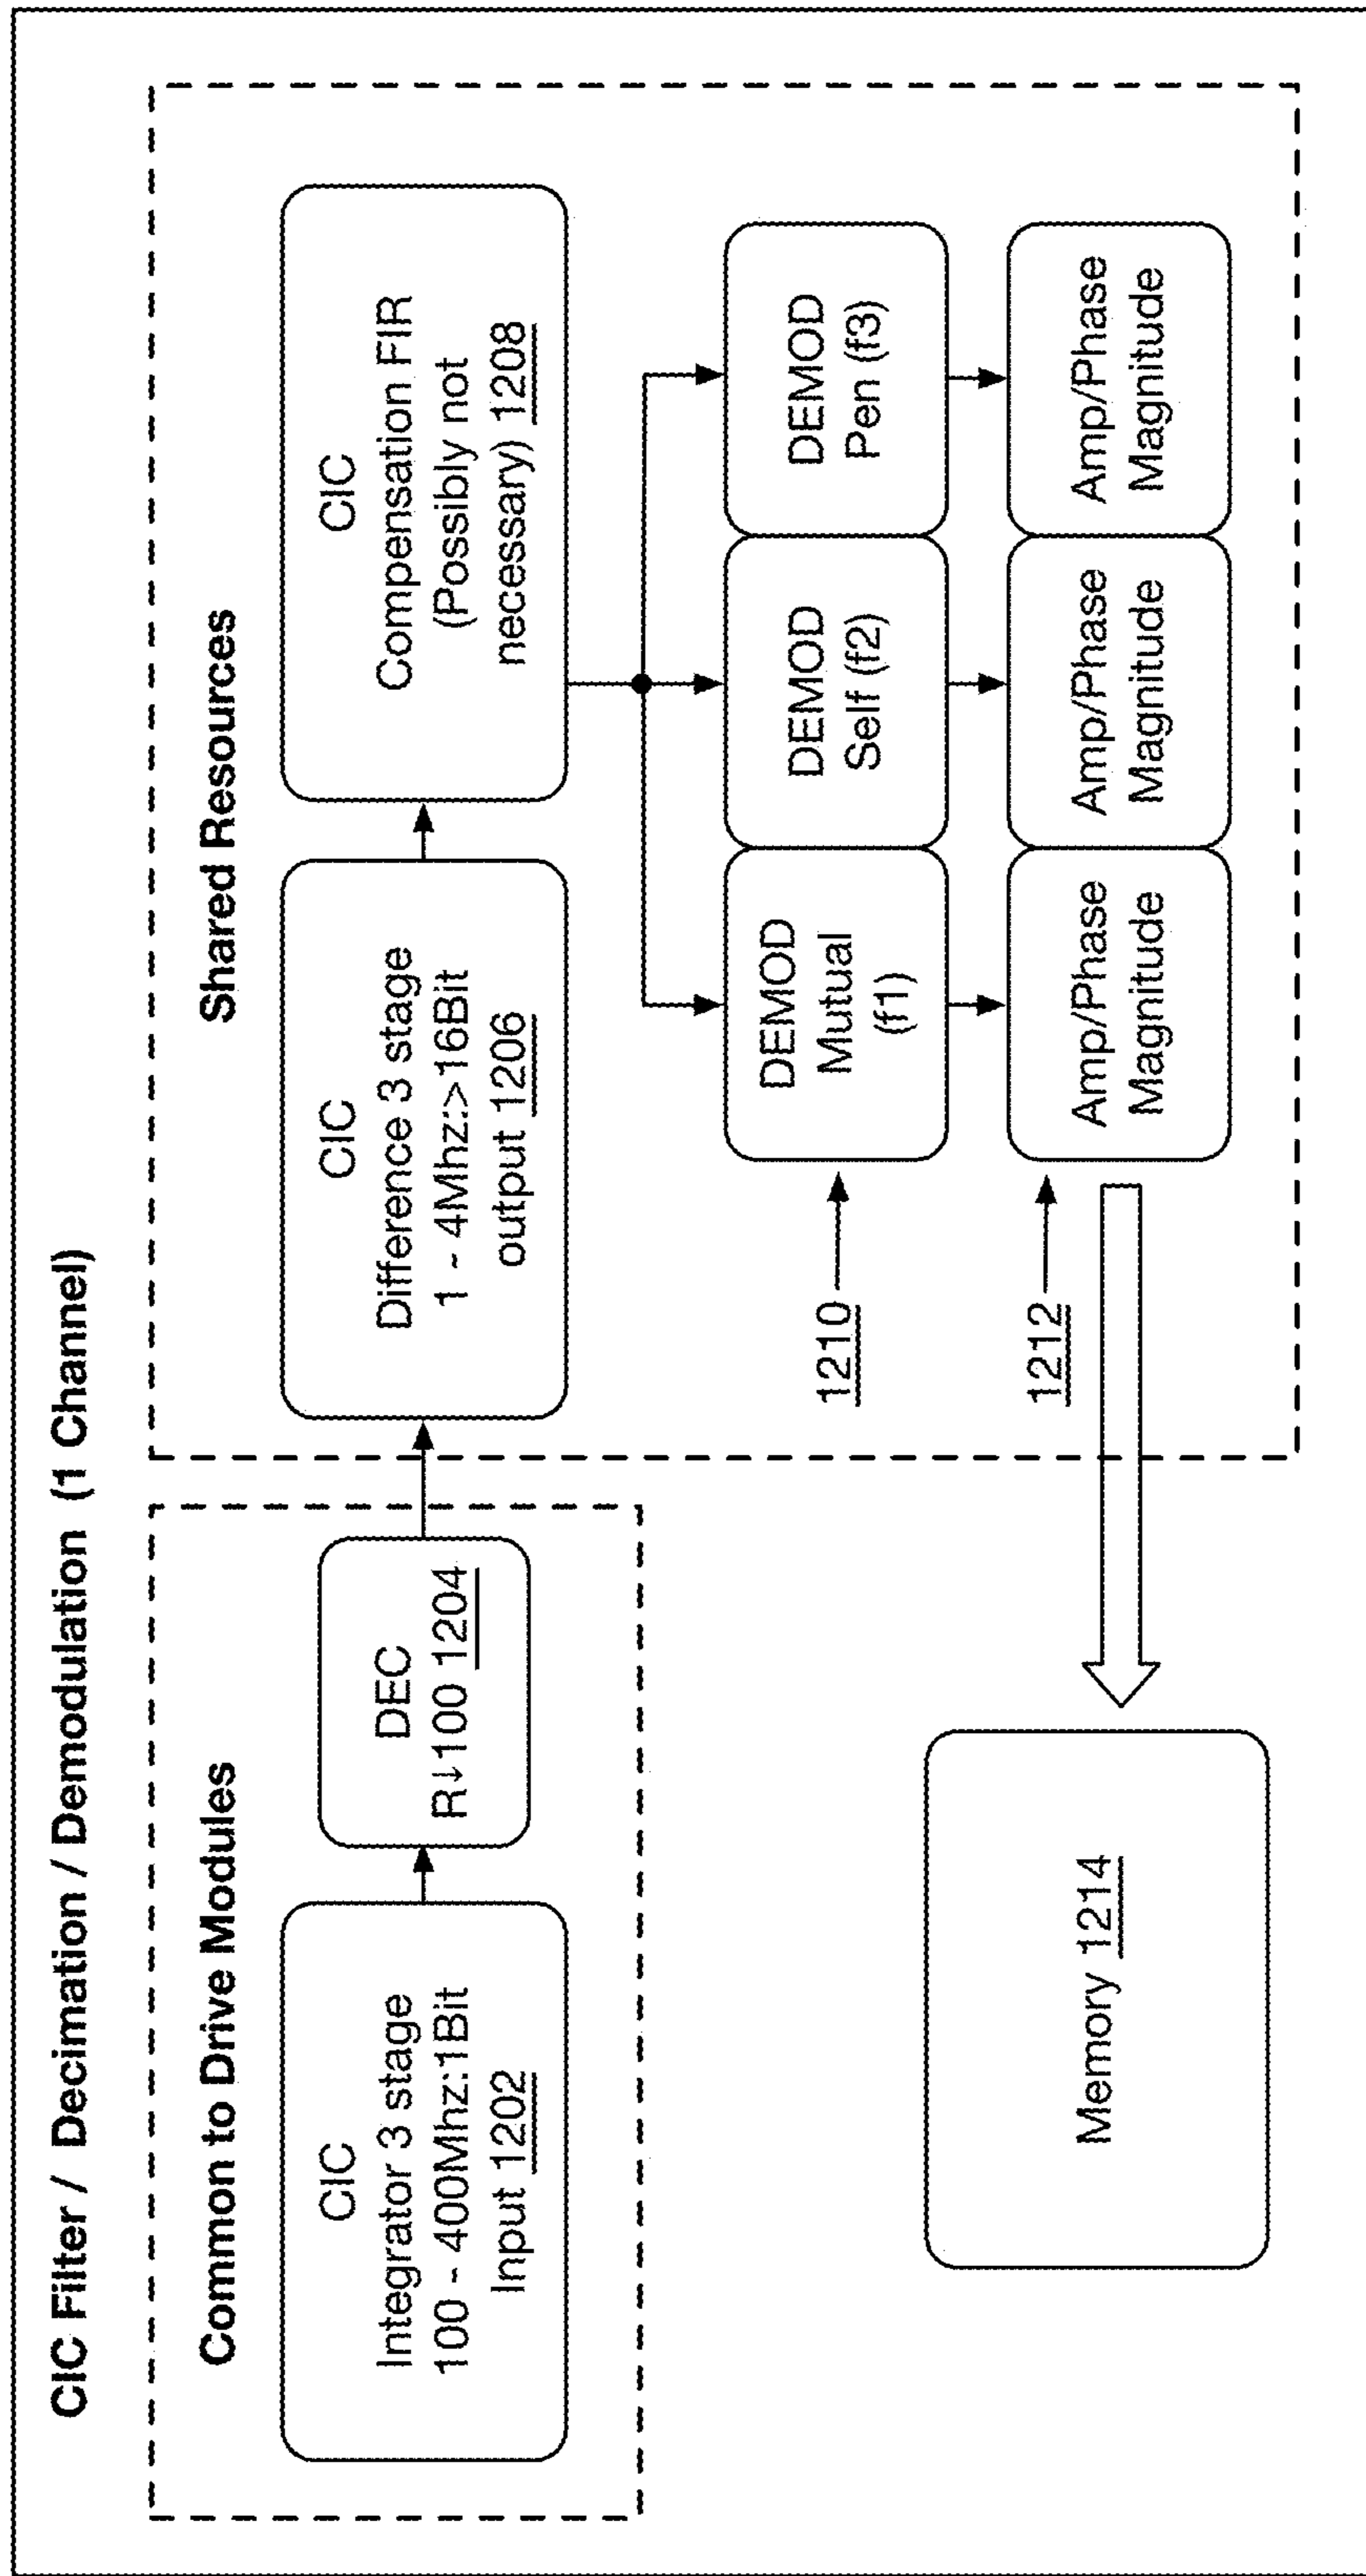 CIC Filter / Decimation / Demodulation (1 Channel)
Common to Drive Modules
CIC
Integrator 3 stage
100 - 400Mhz:1Bit
Input 1202
DEC
R↓100 1204
Shared Resources
CIC
Difference 3 stage
1 - 4Mhz:>16Bit
output 1206
CIC
Compensation FIR
(Possibly not
necessary) 1208
1210
DEMOD
Mutual
(f1)
DEMOD
Self (f2)
DEMOD
Pen (f3)
1212
Amp/Phase
Magnitude
Amp/Phase
Magnitude
Amp/Phase
Magnitude
Memory 1214